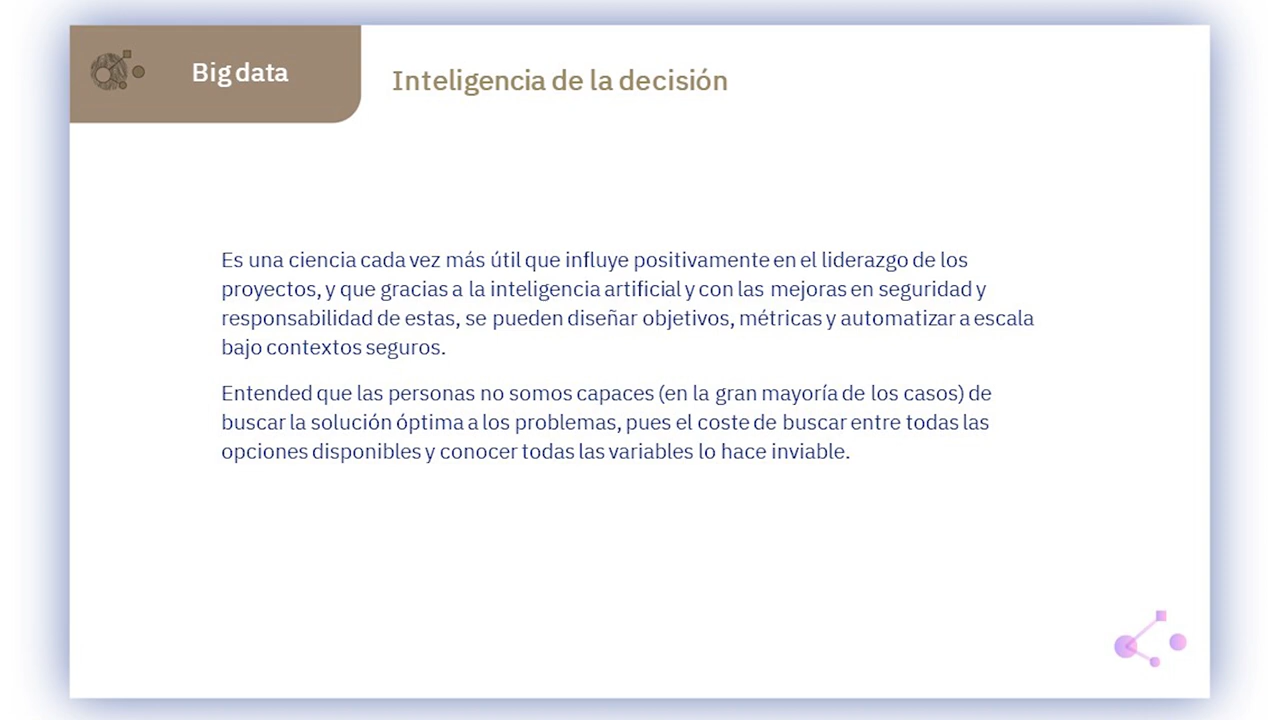 Big data
Inteligencia de la decisión
Es una ciencia cada vez más útil que influye positivamente en el liderazgo de los
proyectos, y que gracias a la inteligencia artificial y con las mejoras en seguridad y
responsabilidad de estas, se pueden diseñar objetivos, métricas y automatizar a escala
bajo contextos seguros.
Entended que las personas no somos capaces (en la gran mayoría de los casos) de
buscar la solución óptima a los problemas, pues el coste de buscar entre todas las
opciones disponibles y conocer todas las variables lo hace inviable.